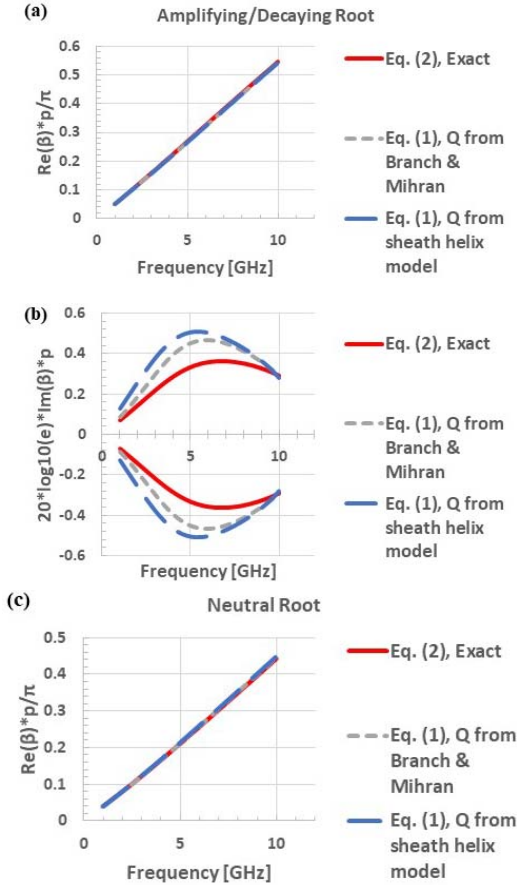 (a)
Amplifying/Decaying Root
0.6
0.5
0.4
0.3
0.2
0.1
0
0
5
10
Re(β)*p/π
Frequency [GHz]
Eq. (2), Exact
Eq. (1), Q from
Branch &
Mihran
Eq. (1), Q from
sheath helix
model
(b)
0.6
0.4
0.2
0
-0.2
-0.4
-0.6
0
5
10
20*log10(e)*Im(β)*p
Frequency [GHz]
Eq. (2), Exact
Eq. (1), Q from
Branch &
Mihran
Eq. (1), Q from
sheath helix
model
(c)
Neutral Root
0.5
0.4
0.3
0.2
0.1
0
0
5
10
Re(β)*p/π
Frequency [GHz]
Eq. (2), Exact
Eq. (1), Q from
Branch &
Mihran
Eq. (1), Q from
sheath helix
model